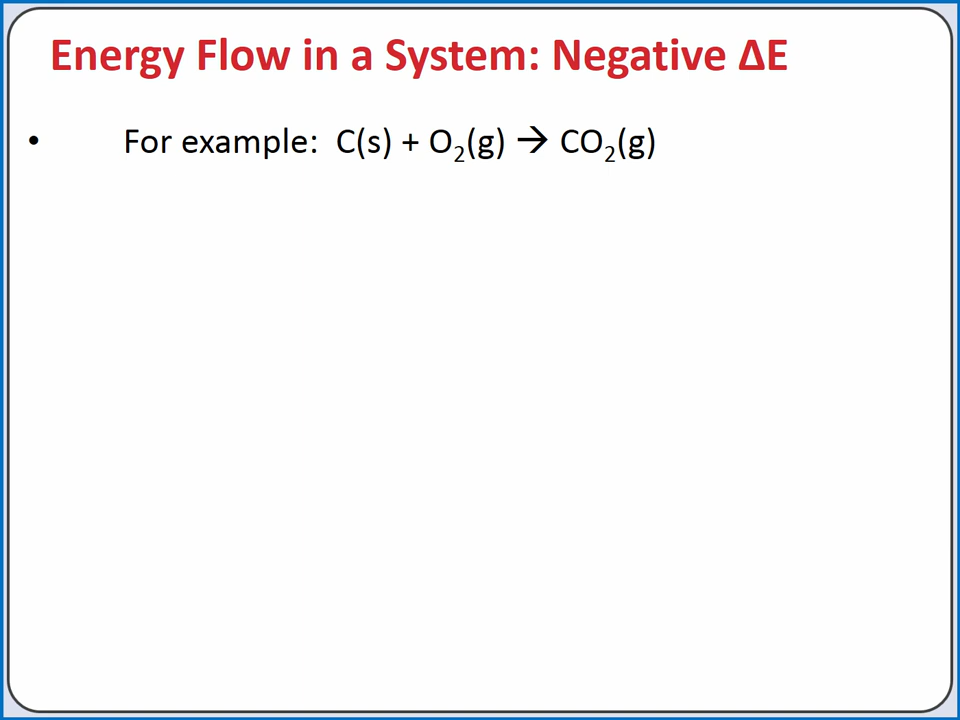 Energy Flow in a System: Negative ΔE
• For example: C(s) + O₂(g) → CO₂(g)